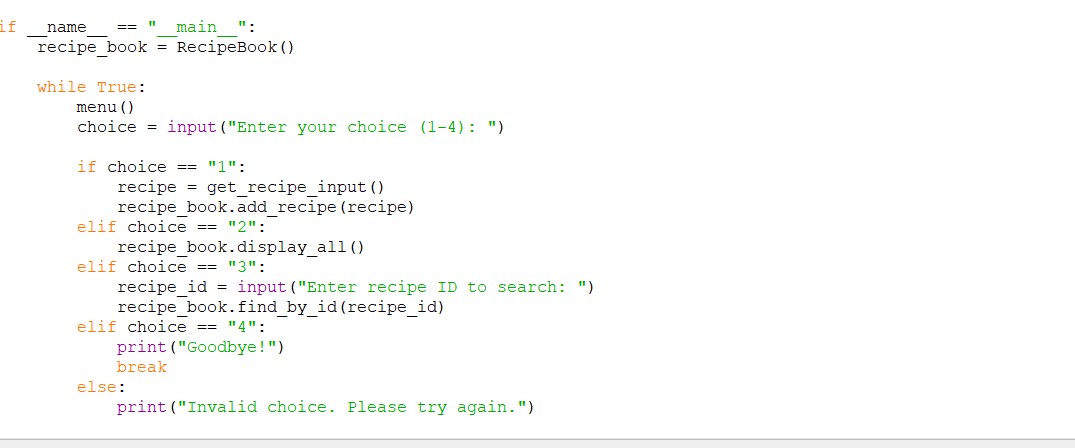 if __name__ == "__main__":
    recipe_book = RecipeBook()
    while True:
        menu()
        choice = input("Enter your choice (1-4): ")
        if choice == "1":
            recipe = get_recipe_input()
            recipe_book.add_recipe(recipe)
        elif choice == "2":
            recipe_book.display_all()
        elif choice == "3":
            recipe_id = input("Enter recipe ID to search: ")
            recipe_book.find_by_id(recipe_id)
        elif choice == "4":
            print("Goodbye!")
            break
        else:
            print("Invalid choice. Please try again.")